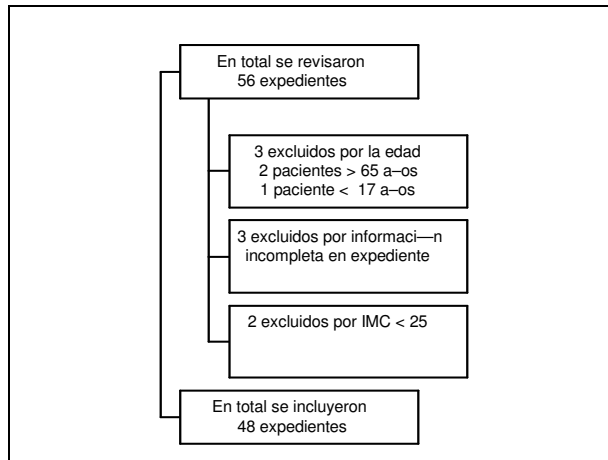 En total se revisaron
56 expedientes
3 excluidos por la edad
2 pacientes > 65 a–os
1 paciente < 17 a–os
3 excluidos por informaci—n
incompleta en expediente
2 excluidos por IMC < 25
En total se incluyeron
48 expedientes